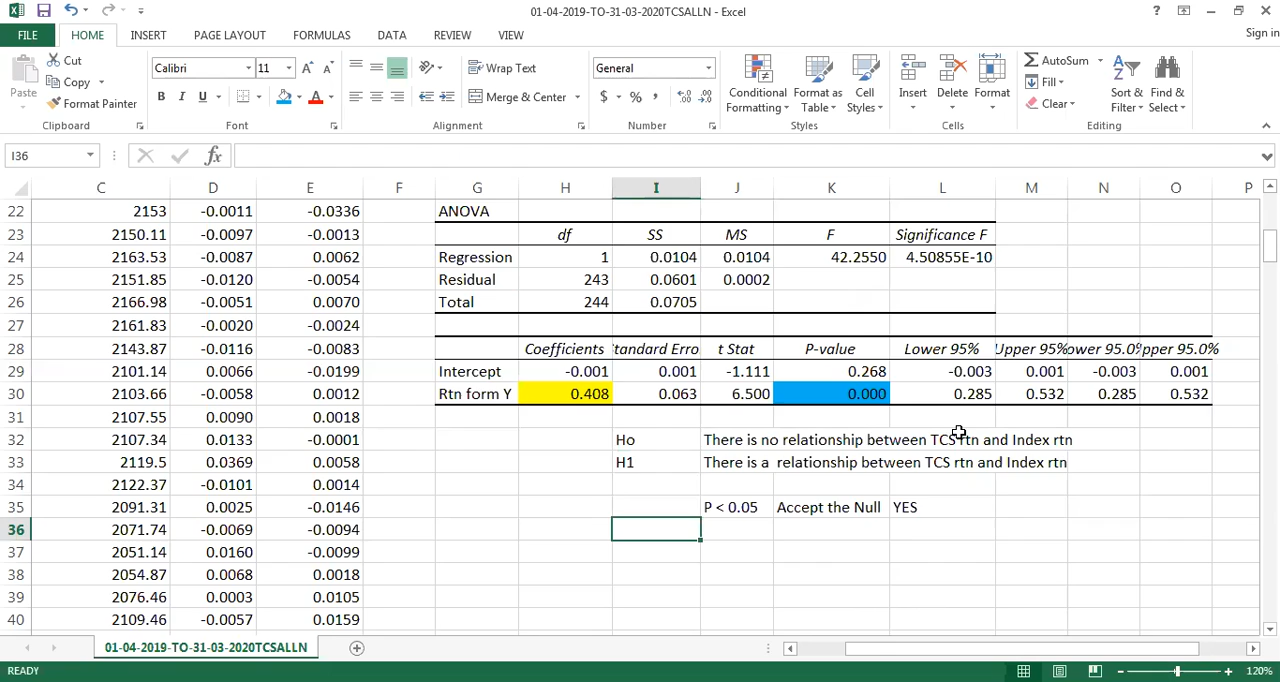 01-04-2019-TO-31-03-2020TCSALLN - Excel
Sign in
FILE HOME INSERT PAGE LAYOUT FORMULAS DATA REVIEW VIEW
Paste Cut Copy Format Painter Clipboard
Calibri 11 B I U Font
Wrap Text Merge & Center Alignment
General $ % Number
Conditional Formatting Format as Table Cell Styles Styles
Insert Delete Format Cells
AutoSum Fill Clear Sort & Filter Find & Select Editing
I36 fx
C D E F G H I J K L M N O P
22 2153 -0.0011 -0.0336 ANOVA
23 2150.11 -0.0097 -0.0013 df SS MS F Significance F
24 2163.53 -0.0087 0.0062 Regression 1 0.0104 0.0104 42.2550 4.50855E-10
25 2151.85 -0.0120 -0.0054 Residual 243 0.0601 0.0002
26 2166.98 -0.0051 0.0070 Total 244 0.0705
27 2161.83 -0.0020 -0.0024
28 2143.87 -0.0116 -0.0083 Coefficients tandard Erro t Stat P-value Lower 95% Upper 95% ower 95.0% pper 95.0%
29 2101.14 0.0066 -0.0199 Intercept -0.001 0.001 -1.111 0.268 -0.003 0.001 -0.003 0.001
30 2103.66 -0.0058 0.0012 Rtn form Y 0.408 0.063 6.500 0.000 0.285 0.532 0.285 0.532
31 2107.55 0.0090 0.0018
32 2107.34 0.0133 -0.0001 Ho There is no relationship between TCS rtn and Index rtn
33 2119.5 0.0369 0.0058 H1 There is a  relationship between TCS rtn and Index rtn
34 2122.37 -0.0101 0.0014
35 2091.31 0.0025 -0.0146 P < 0.05 Accept the Null YES
36 2071.74 -0.0069 -0.0094
37 2051.14 0.0160 -0.0099
38 2054.87 0.0068 0.0018
39 2076.46 0.0003 0.0105
40 2109.46 -0.0057 0.0159
01-04-2019-TO-31-03-2020TCSALLN
READY 120%